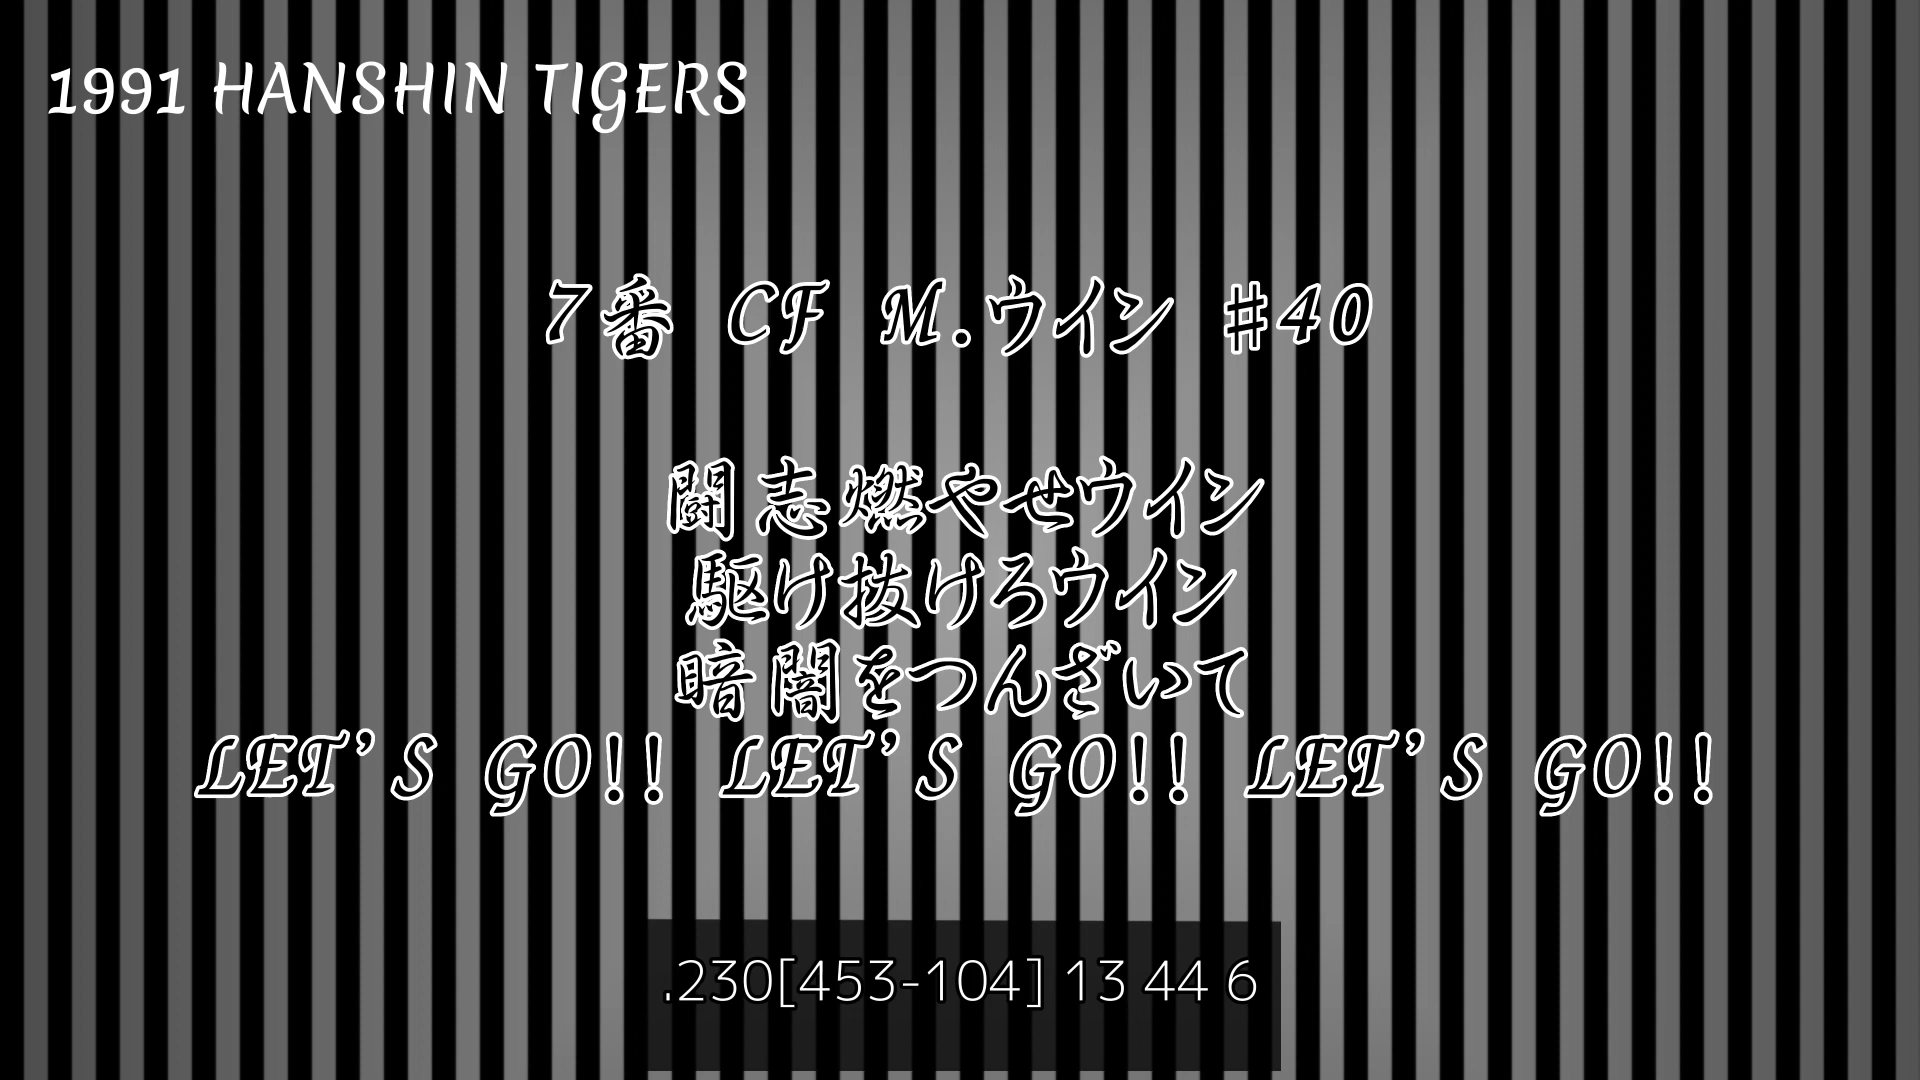 1991 HANSHIN TIGERS
7番 CF M.ウイン #40
闘志燃やせウイン
駆け抜けろウイン
暗闇をつんざいて
LET'S GO!! LET'S GO!! LET'S GO!!
.230[453-104] 13 44 6